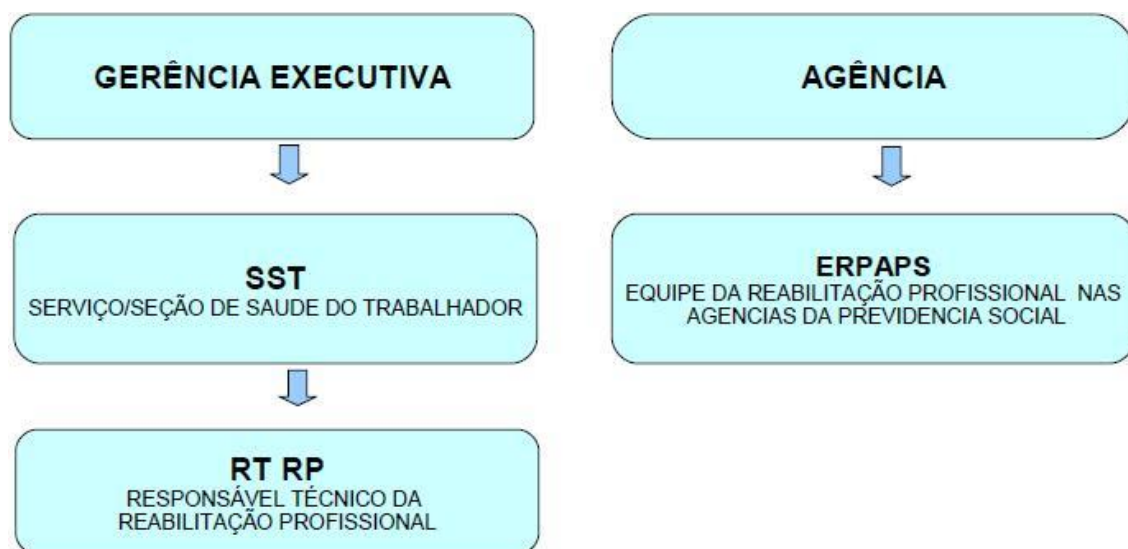 GERÊNCIA EXECUTIVA
SST
SERVIÇO/SEÇÃO DE SAUDE DO TRABALHADOR
RT RP
RESPONSÁVEL TÉCNICO DA
REABILITAÇÃO PROFISSIONAL
AGÊNCIA
ERPAPS
EQUIPE DA REABILITAÇÃO PROFISSIONAL NAS
AGENCIAS DA PREVIDENCIA SOCIAL